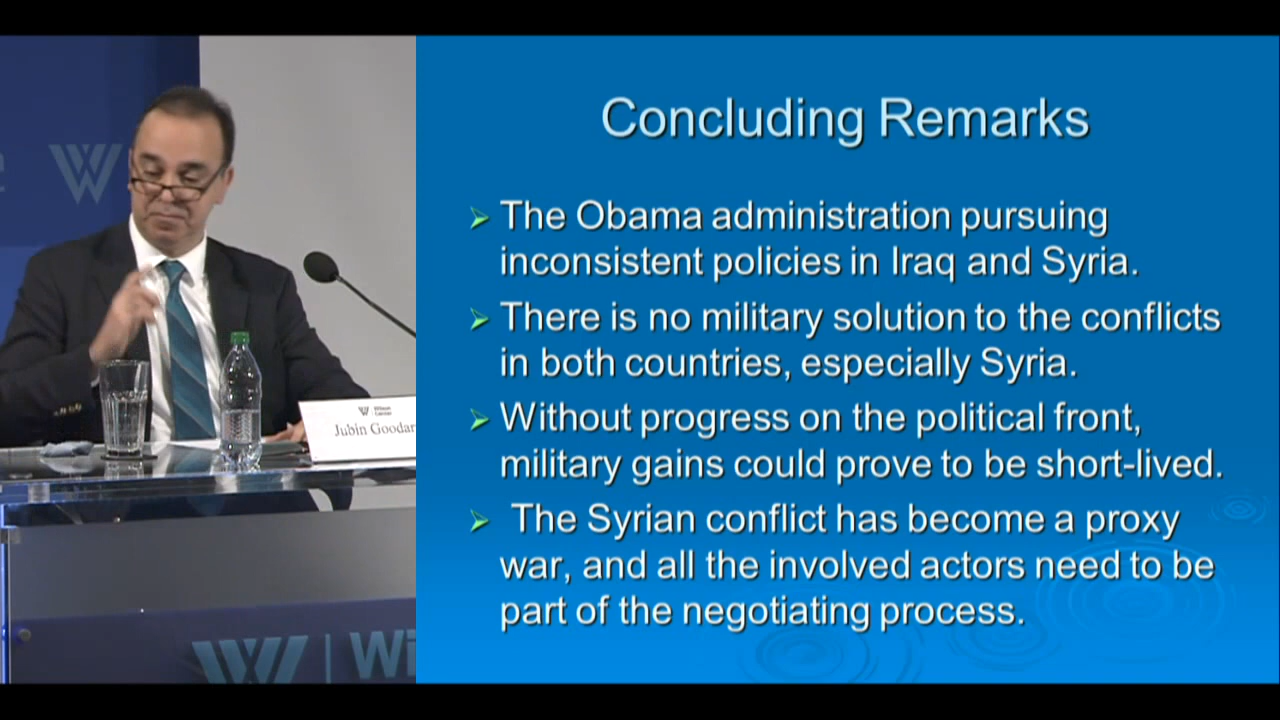 Concluding Remarks
The Obama administration pursuing
inconsistent policies in Iraq and Syria.
There is no military solution to the conflicts
in both countries, especially Syria.
Without progress on the political front,
military gains could prove to be short-lived.
The Syrian conflict has become a proxy
war, and all the involved actors need to be
part of the negotiating process.
W
Wilson
Center
Jubin Goodar
W Wi